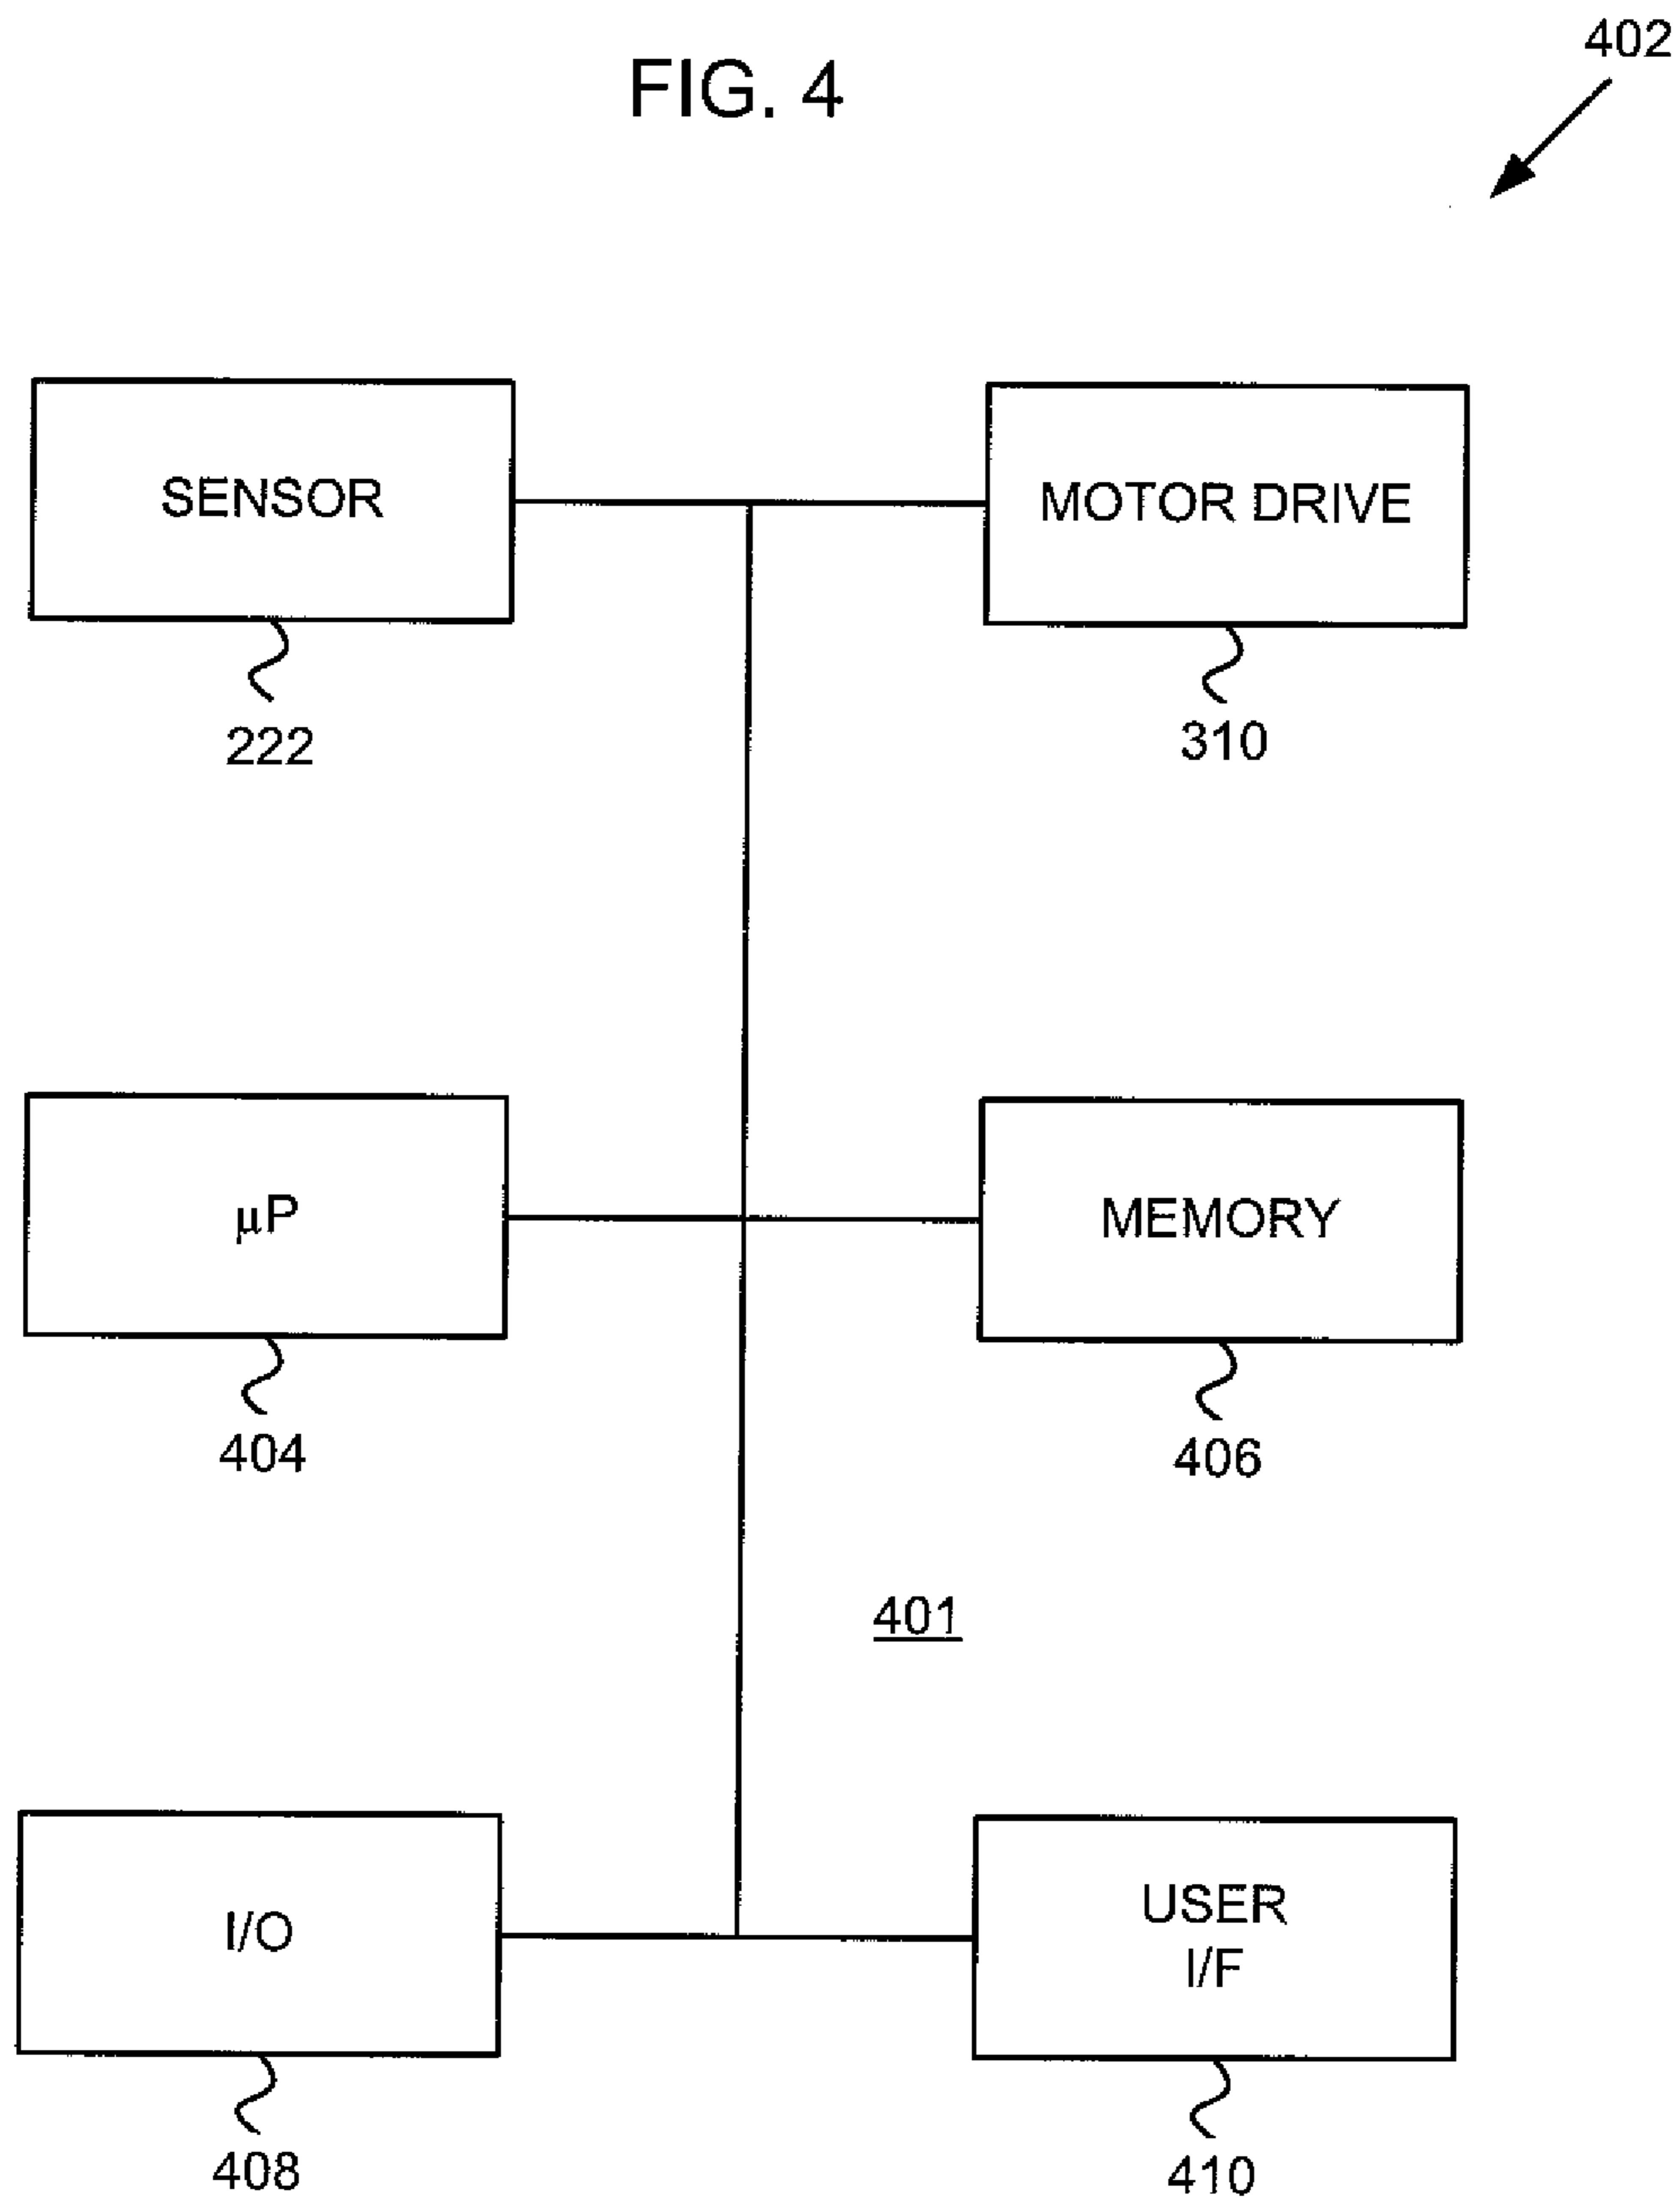 FIG. 4
402
SENSOR
MOTOR DRIVE
222
310
μP
MEMORY
404
406
401
I/O
USER
I/F
408
410